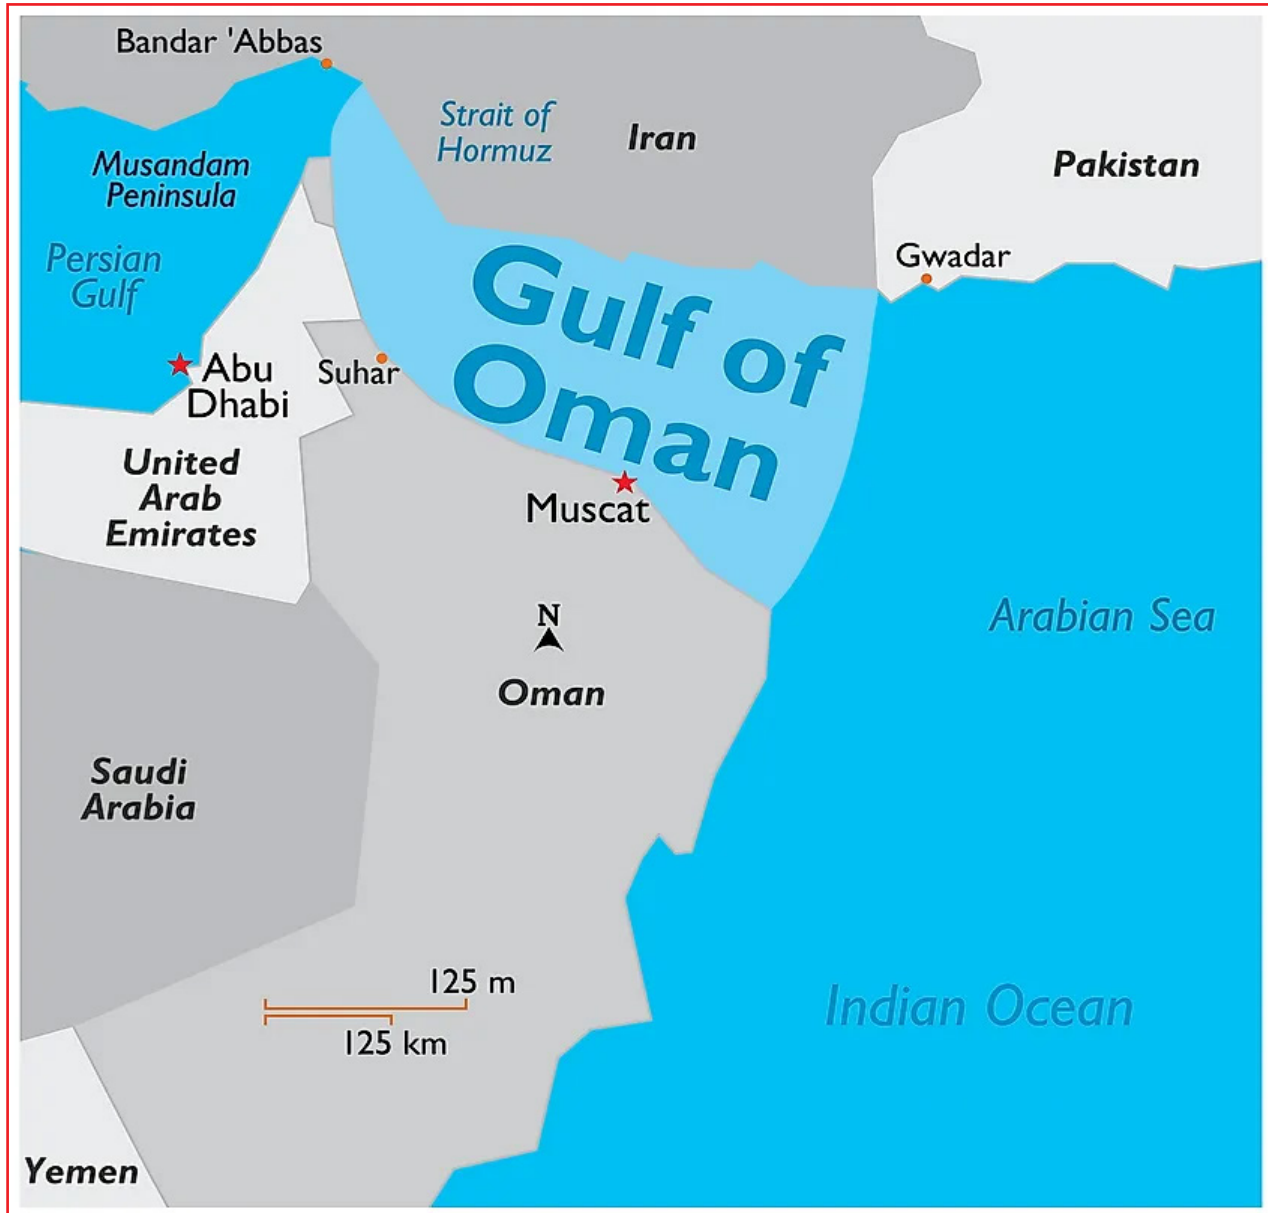 Bandar 'Abbas
Strait of
Hormuz
Iran
Pakistan
Musandam
Peninsula
Persian
Gulf
Gwadar
Gulf of
Oman
Abu
Dhabi
Suhar
United
Arab
Emirates
Muscat
N
Oman
Arabian Sea
Saudi
Arabia
125 m
125 km
Indian Ocean
Yemen